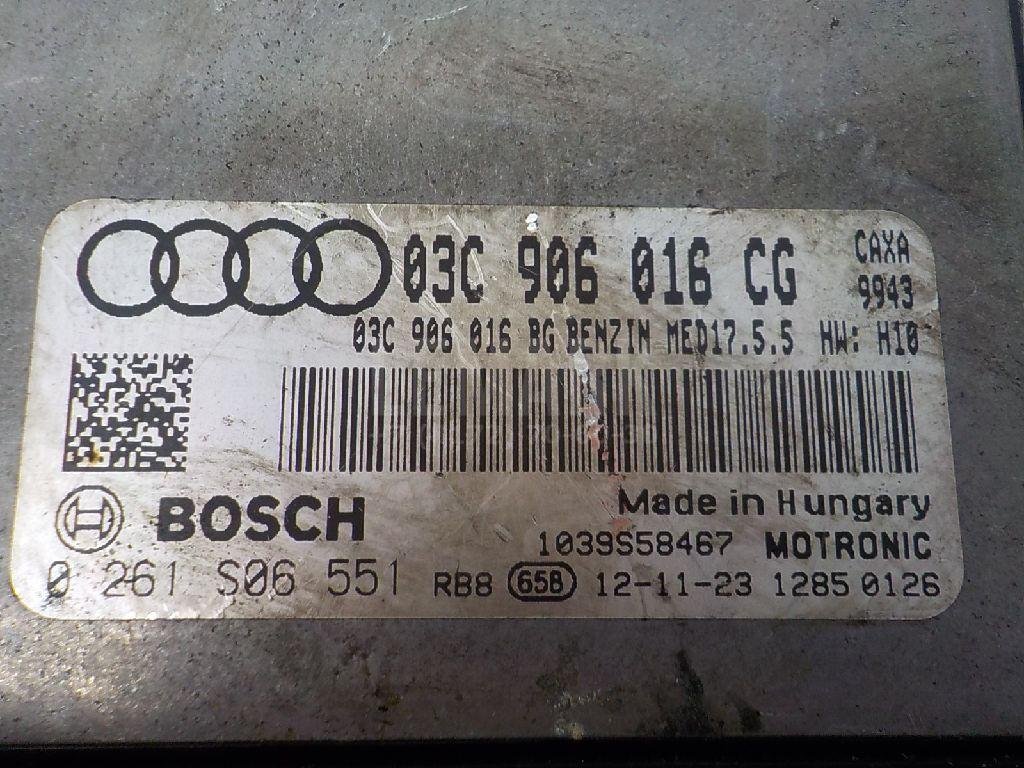 03C 906 016 CG CAXA
9943
03C 906 016 BG BENZIN MED17.5.5 HW: H10
BOSCH
Made in Hungary
1039S58467 MOTRONIC
0 261 S06 551 RB8 65B 12-11-23 1285 0126